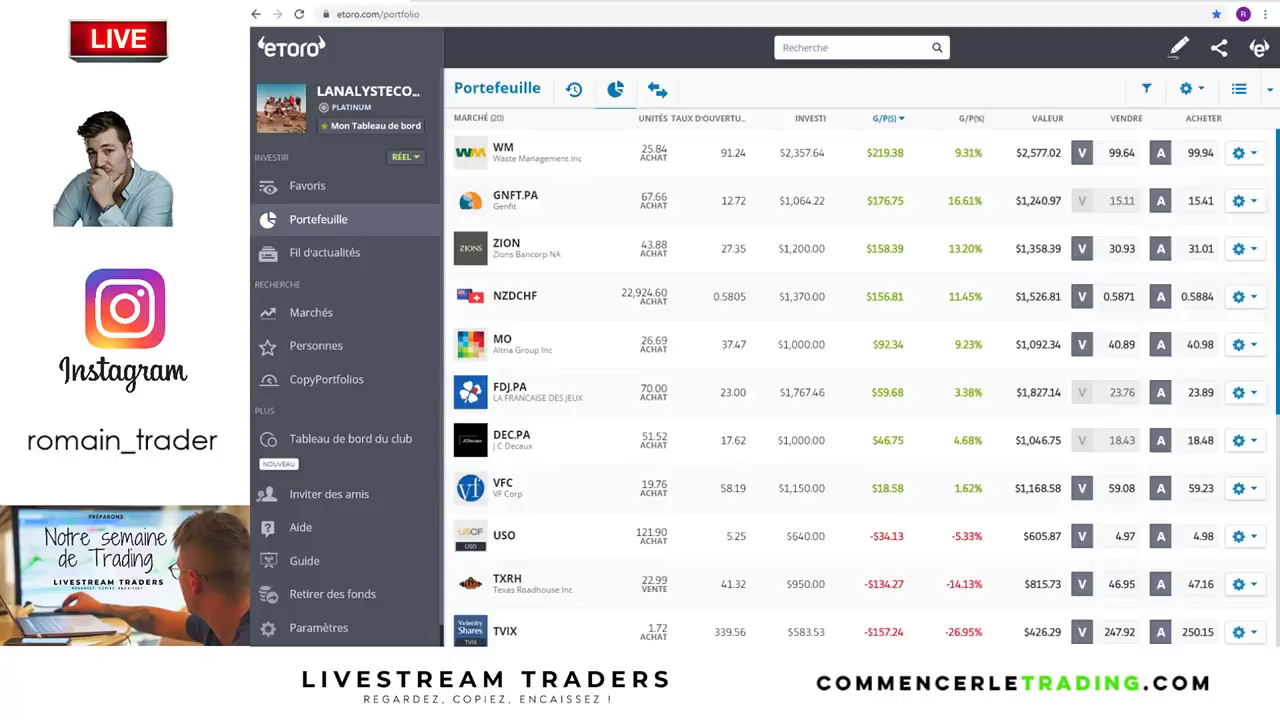 LIVE
Instagram
romain_trader
PRÉPARONS
Notre semaine
de Trading
LIVESTREAM TRADERS
REGARDEZ, COPIEZ, ENCAISSEZ
etoro.com/portfolio
R
eToro
Recherche
LANALYSTECO...
PLATINUM
Mon Tableau de bord
INVESTIR
RÉEL
Favoris
Portefeuille
Fil d'actualités
RECHERCHE
Marchés
Personnes
CopyPortfolios
PLUS
Tableau de bord du club
NOUVEAU
Inviter des amis
Aide
Guide
Retirer des fonds
Paramètres
Portefeuille
MARCHÉ (20) UNITÉS TAUX D'OUVERTU... INVESTI G/P($) G/P(%) VALEUR VENDRE ACHETER
WM Waste Management Inc 25.84 ACHAT 91.24 $2,357.64 $219.38 9.31% $2,577.02 V 99.64 A 99.94
GNFT.PA Genfit 67.66 ACHAT 12.72 $1,064.22 $176.75 16.61% $1,240.97 V 15.11 A 15.41
ZIONS ZION Zions Bancorp NA 43.88 ACHAT 27.35 $1,200.00 $158.39 13.20% $1,358.39 V 30.93 A 31.01
NZDCHF 22,924.60 ACHAT 0.5805 $1,370.00 $156.81 11.45% $1,526.81 V 0.5871 A 0.5884
MO Altria Group Inc 26.69 ACHAT 37.47 $1,000.00 $92.34 9.23% $1,092.34 V 40.89 A 40.98
FDJ.PA LA FRANCAISE DES JEUX 70.00 ACHAT 23.00 $1,767.46 $59.68 3.38% $1,827.14 V 23.76 A 23.89
JCDecaux DEC.PA J C Decaux 51.52 ACHAT 17.62 $1,000.00 $46.75 4.68% $1,046.75 V 18.43 A 18.48
vf VFC VF Corp 19.76 ACHAT 58.19 $1,150.00 $18.58 1.62% $1,168.58 V 59.08 A 59.23
USCF USO USO 121.90 ACHAT 5.25 $640.00 -$34.13 -5.33% $605.87 V 4.97 A 4.98
TXRH Texas Roadhouse Inc 22.99 VENTE 41.32 $950.00 -$134.27 -14.13% $815.73 V 46.95 A 47.16
Velocity Shares TVIX TVIX 1.72 ACHAT 339.56 $583.53 -$157.24 -26.95% $426.29 V 247.92 A 250.15
LIVESTREAM TRADERS
REGARDEZ, COPIEZ, ENCAISSEZ !
COMMENCERLETRADING.COM